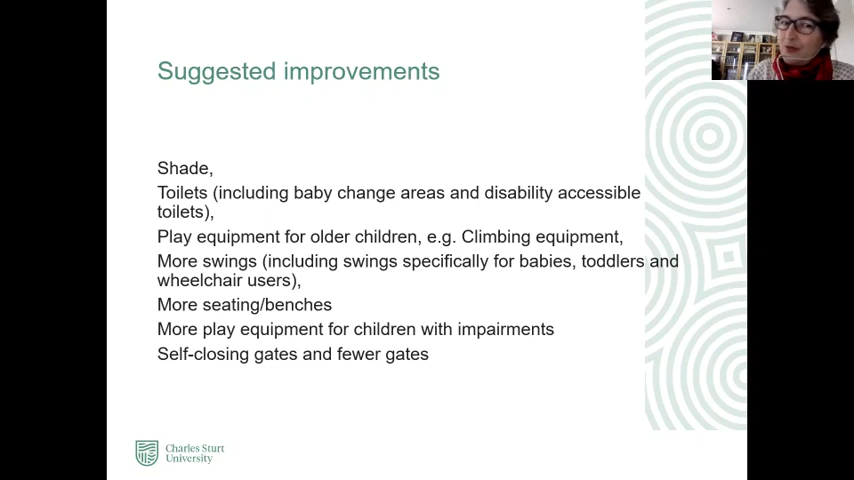 Suggested improvements
Shade,
Toilets (including baby change areas and disability accessible
toilets),
Play equipment for older children, e.g. Climbing equipment,
More swings (including swings specifically for babies, toddlers and
wheelchair users),
More seating/benches
More play equipment for children with impairments
Self-closing gates and fewer gates
Charles Sturt
University